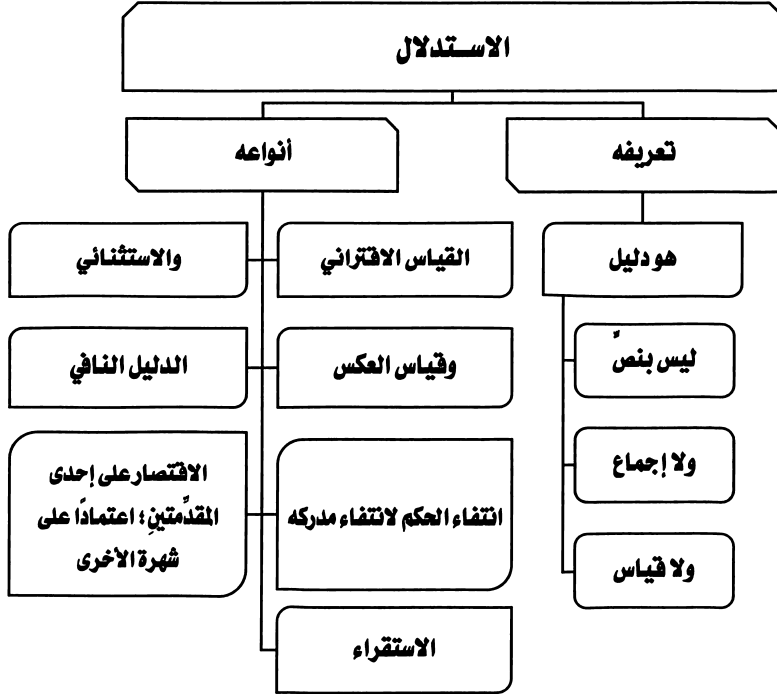 الاستدلال
تعريفه
أنواعه
هو دليل
ليس بنصٍّ
ولا إجماع
ولا قياس
القياس الاقتراني
والاستثنائي
وقياس العكس
الدليل النافي
انتفاء الحكم لانتفاء مدركه
الاقتصار على إحدى
المقدِّمتينِ؛ اعتمادًا على
شهرة الأخرى
الاستقراء